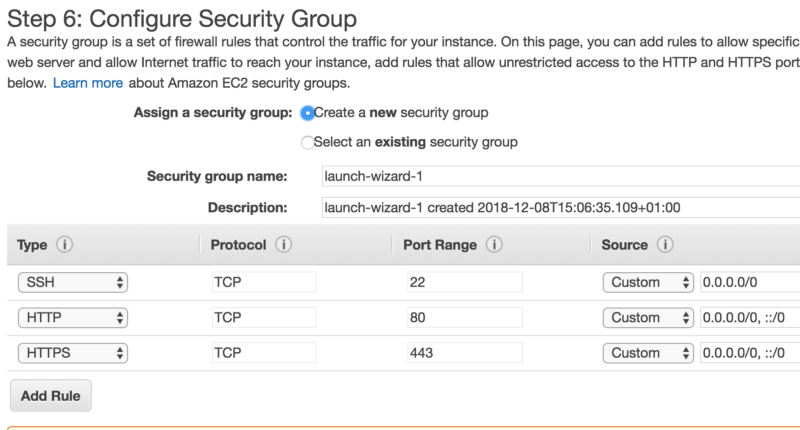 Step 6: Configure Security Group
A security group is a set of firewall rules that control the traffic for your instance. On this page, you can add rules to allow specific
web server and allow Internet traffic to reach your instance, add rules that allow unrestricted access to the HTTP and HTTPS port
below. Learn more about Amazon EC2 security groups.
Assign a security group: Create a new security group
Select an existing security group
Security group name: launch-wizard-1
Description: launch-wizard-1 created 2018-12-08T15:06:35.109+01:00
Type i Protocol i Port Range i Source i
SSH TCP 22 Custom 0.0.0.0/0
HTTP TCP 80 Custom 0.0.0.0/0, ::/0
HTTPS TCP 443 Custom 0.0.0.0/0, ::/0
Add Rule